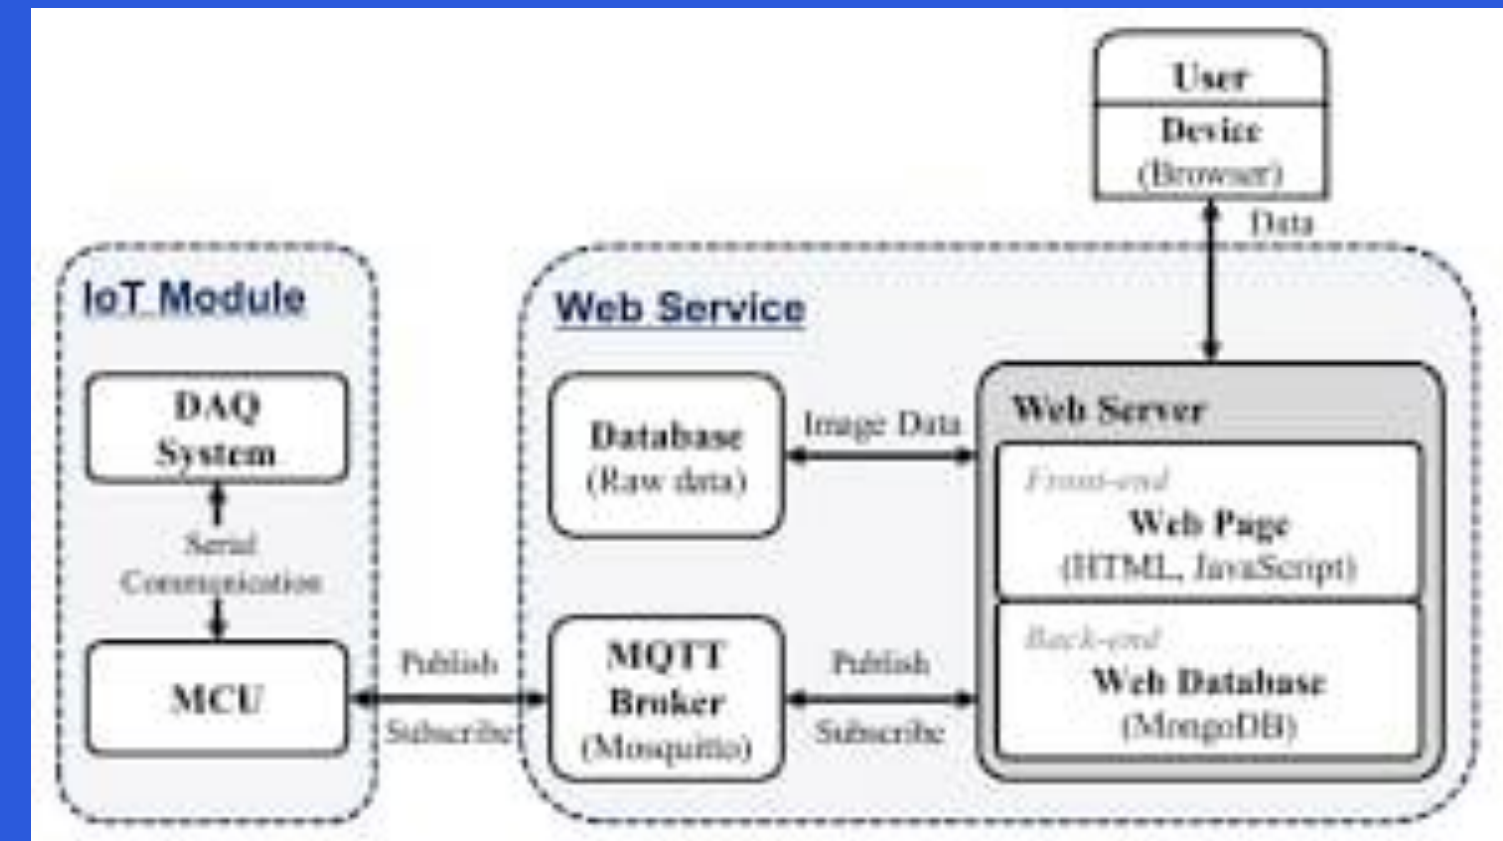 User
Device
(Browser)
Data
IoT Module
DAQ
System
Serial
Communication
MCU
Publish
Subscribe
Web Service
Database
(Raw data)
Image Data
MQTT
Broker
(Mosquitto)
Publish
Subscribe
Web Server
Front-end
Web Page
(HTML, JavaScript)
Back-end
Web Database
(MongoDB)